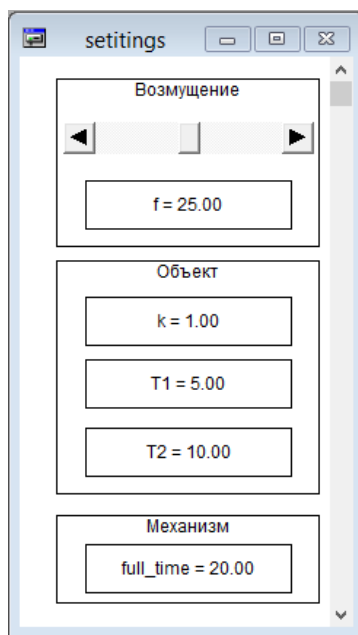 setitings
Возмущение
f = 25.00
Объект
k = 1.00
T1 = 5.00
T2 = 10.00
Механизм
full_time = 20.00